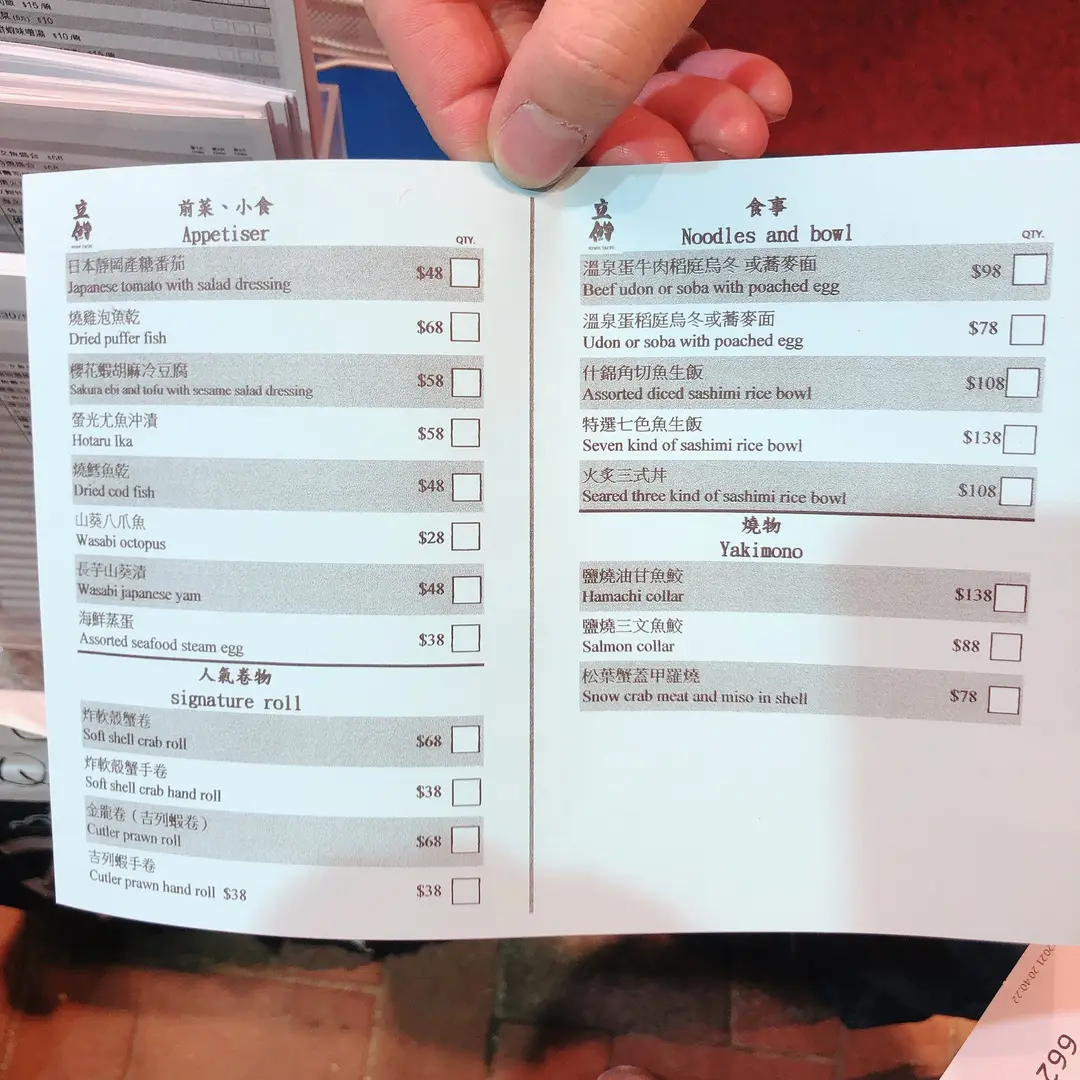 $15/碗
$10
$10/碗
立
前菜、小食
Appetiser
QTY.
日本靜岡產糖番茄
Japanese tomato with salad dressing
$48
燒雞泡魚乾
Dried puffer fish
$68
櫻花蝦胡麻冷豆腐
Sakura ebi and tofu with sesame salad dressing
$58
螢光尤魚沖漬
Hotaru Ika
$58
燒鱈魚乾
Dried cod fish
$48
山葵八爪魚
Wasabi octopus
$28
長芋山葵漬
Wasabi japanese yam
$48
海鮮蒸蛋
Assorted seafood steam egg
$38
人氣卷物
signature roll
炸軟殼蟹卷
Soft shell crab roll
$68
炸軟殼蟹手卷
Soft shell crab hand roll
$38
金龍卷（吉列蝦卷）
Cutler prawn roll
$68
吉列蝦手卷
Cutler prawn hand roll $38
$38
立
食事
Noodles and bowl
QTY.
溫泉蛋牛肉稻庭烏冬 或蕎麥面
Beef udon or soba with poached egg
$98
溫泉蛋稻庭烏冬或蕎麥面
Udon or soba with poached egg
$78
什錦角切魚生飯
Assorted diced sashimi rice bowl
$108
特選七色魚生飯
Seven kind of sashimi rice bowl
$138
火炙三式丼
Seared three kind of sashimi rice bowl
$108
燒物
Yakimono
鹽燒油甘魚鮫
Hamachi collar
$138
鹽燒三文魚鮫
Salmon collar
$88
松葉蟹蓋甲羅燒
Snow crab meat and miso in shell
$78
2021 20:40:22
662